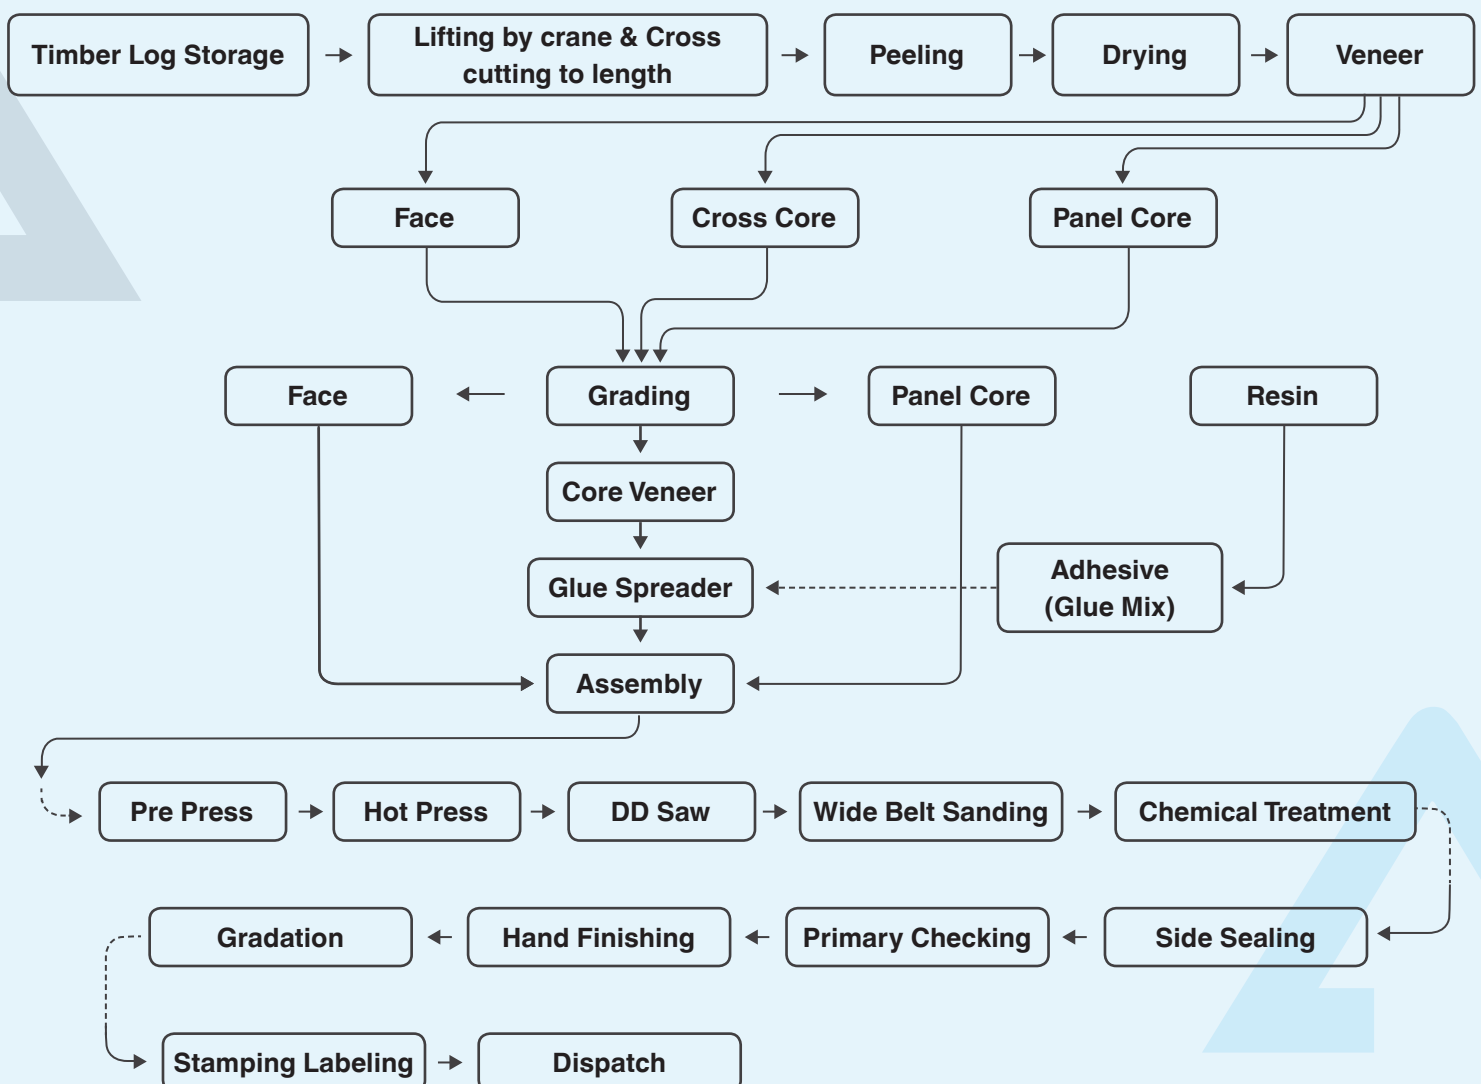 Timber Log Storage
Lifting by crane & Cross
cutting to length
Peeling
Drying
Veneer
Face
Cross Core
Panel Core
Face
Grading
Panel Core
Resin
Core Veneer
Glue Spreader
Adhesive
(Glue Mix)
Assembly
Pre Press
Hot Press
DD Saw
Wide Belt Sanding
Chemical Treatment
Gradation
Hand Finishing
Primary Checking
Side Sealing
Stamping Labeling
Dispatch